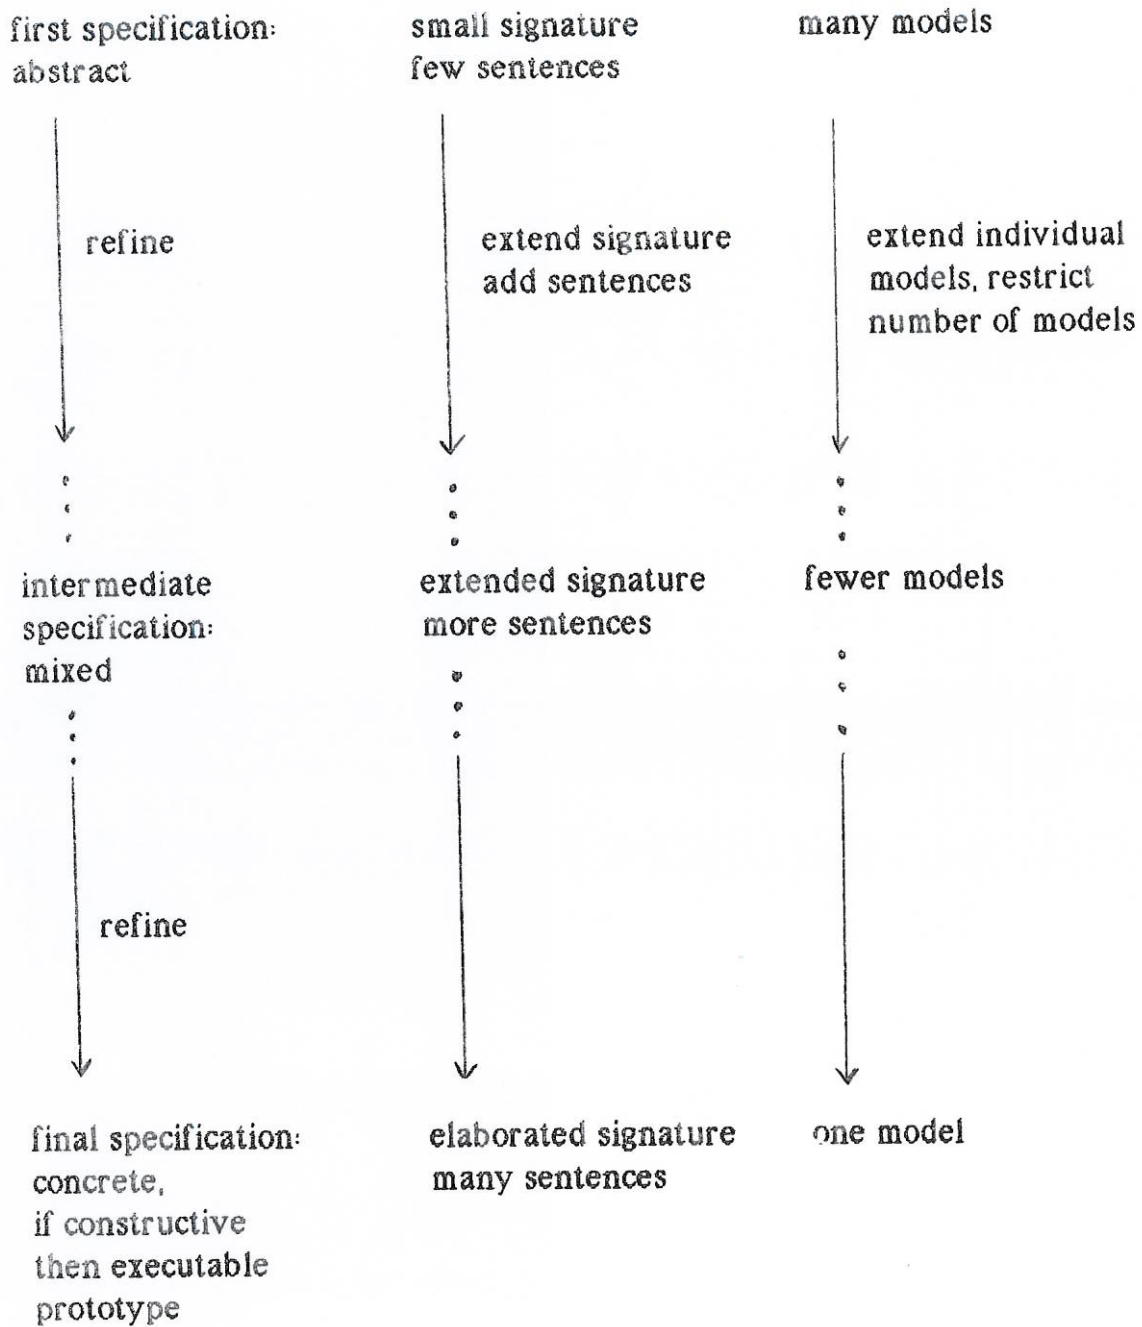 first specification:
abstract
small signature
few sentences
many models
refine
extend signature
add sentences
extend individual
models, restrict
number of models
intermediate
specification:
mixed
extended signature
more sentences
fewer models
refine
final specification:
concrete,
if constructive
then executable
prototype
elaborated signature
many sentences
one model